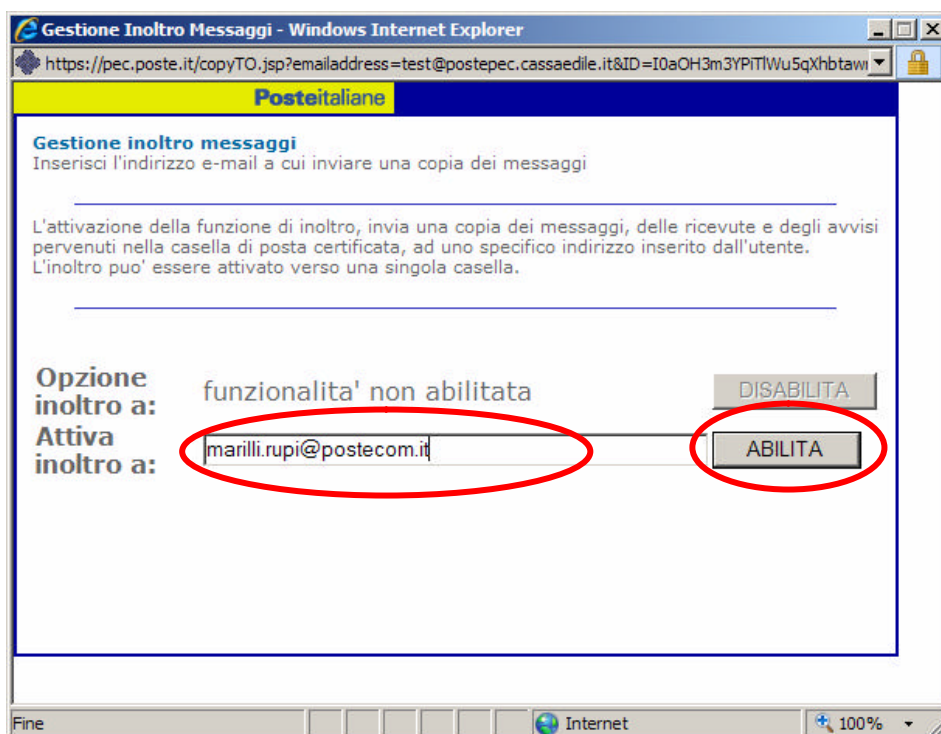 Gestione Inoltro Messaggi - Windows Internet Explorer
https://pec.poste.it/copyTO.jsp?emailaddress=test@postepec.cassaedile.it&ID=I0aOH3m3YPiTlWu5qXhbtaw
Posteitaliane
Gestione inoltro messaggi
Inserisci l'indirizzo e-mail a cui inviare una copia dei messaggi
L'attivazione della funzione di inoltro, invia una copia dei messaggi, delle ricevute e degli avvisi
pervenuti nella casella di posta certificata, ad uno specifico indirizzo inserito dall'utente.
L'inoltro puo' essere attivato verso una singola casella.
Opzione
inoltro a:
funzionalita' non abilitata
DISABILITA
Attiva
inoltro a:
marilli.rupi@postecom.it
ABILITA
Fine
Internet
100%